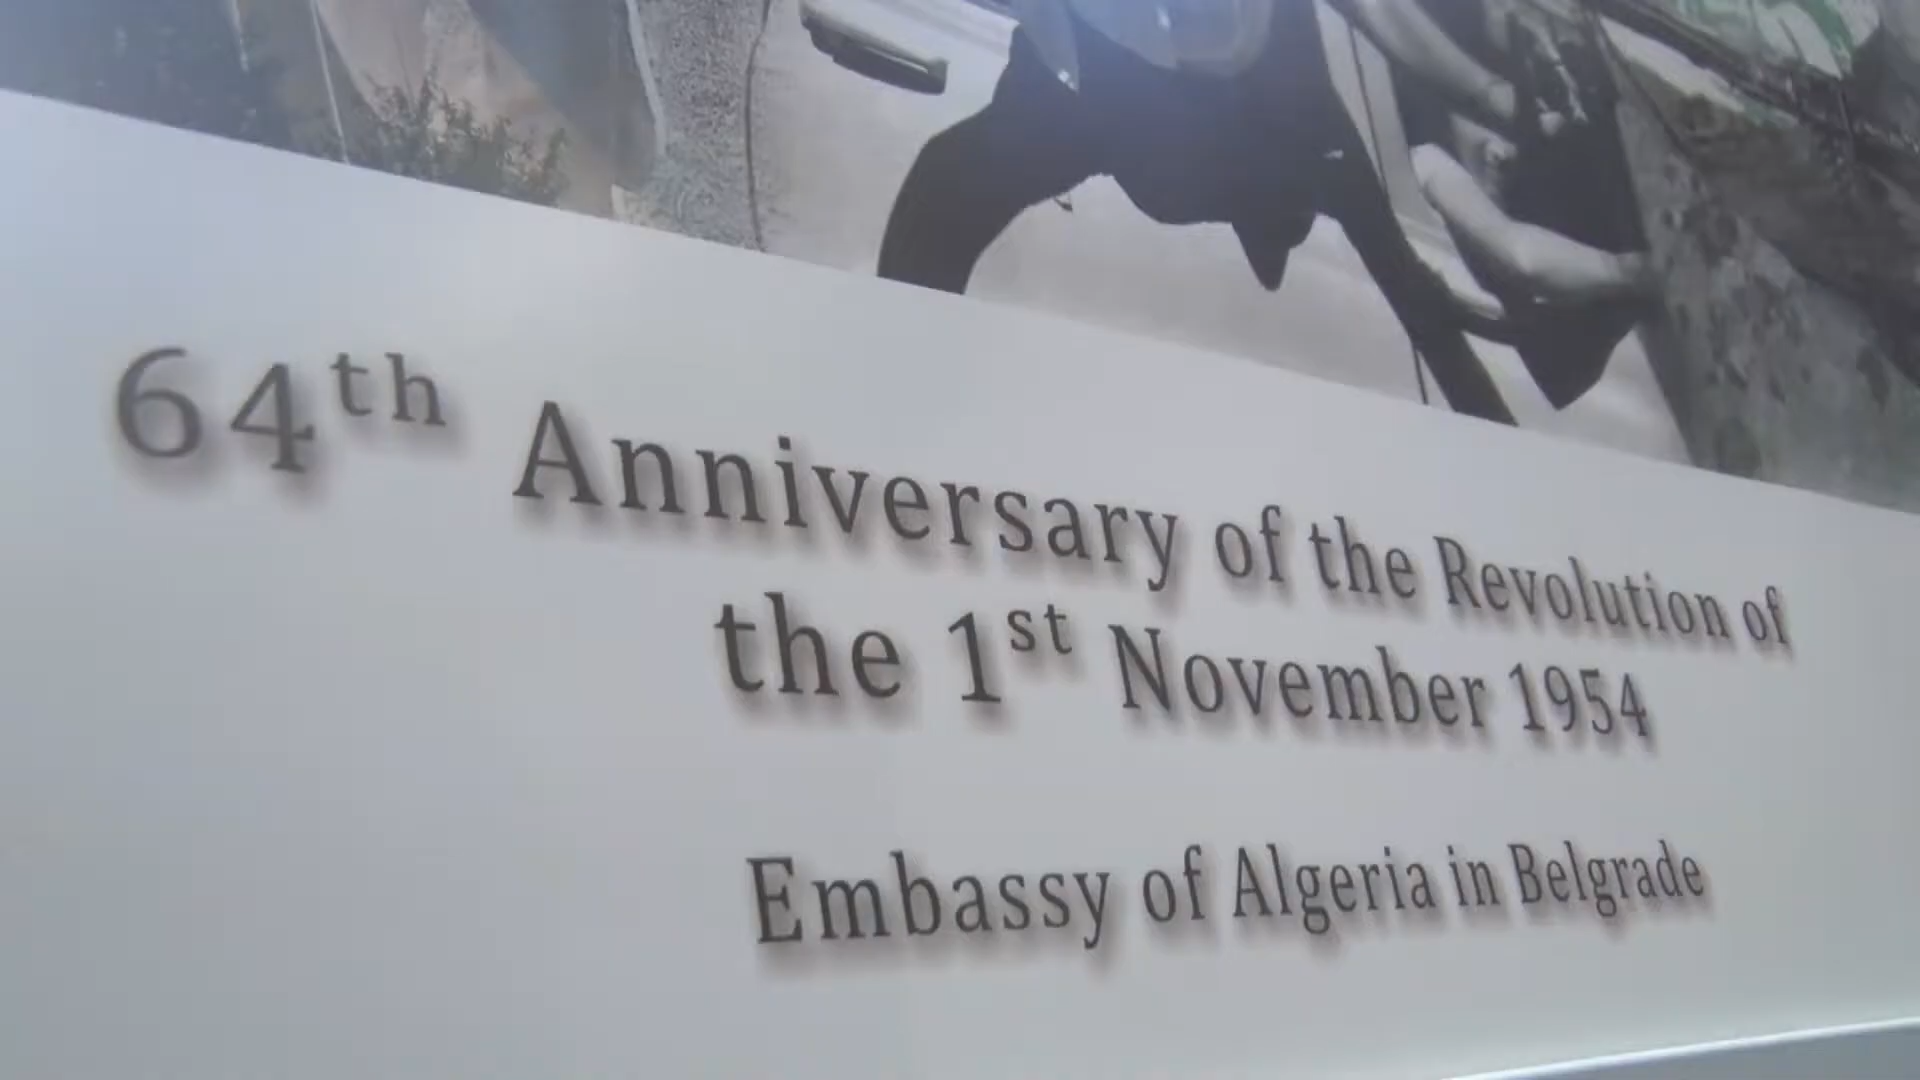 64th Anniversary of the Revolution of
the 1st November 1954
Embassy of Algeria in Belgrade